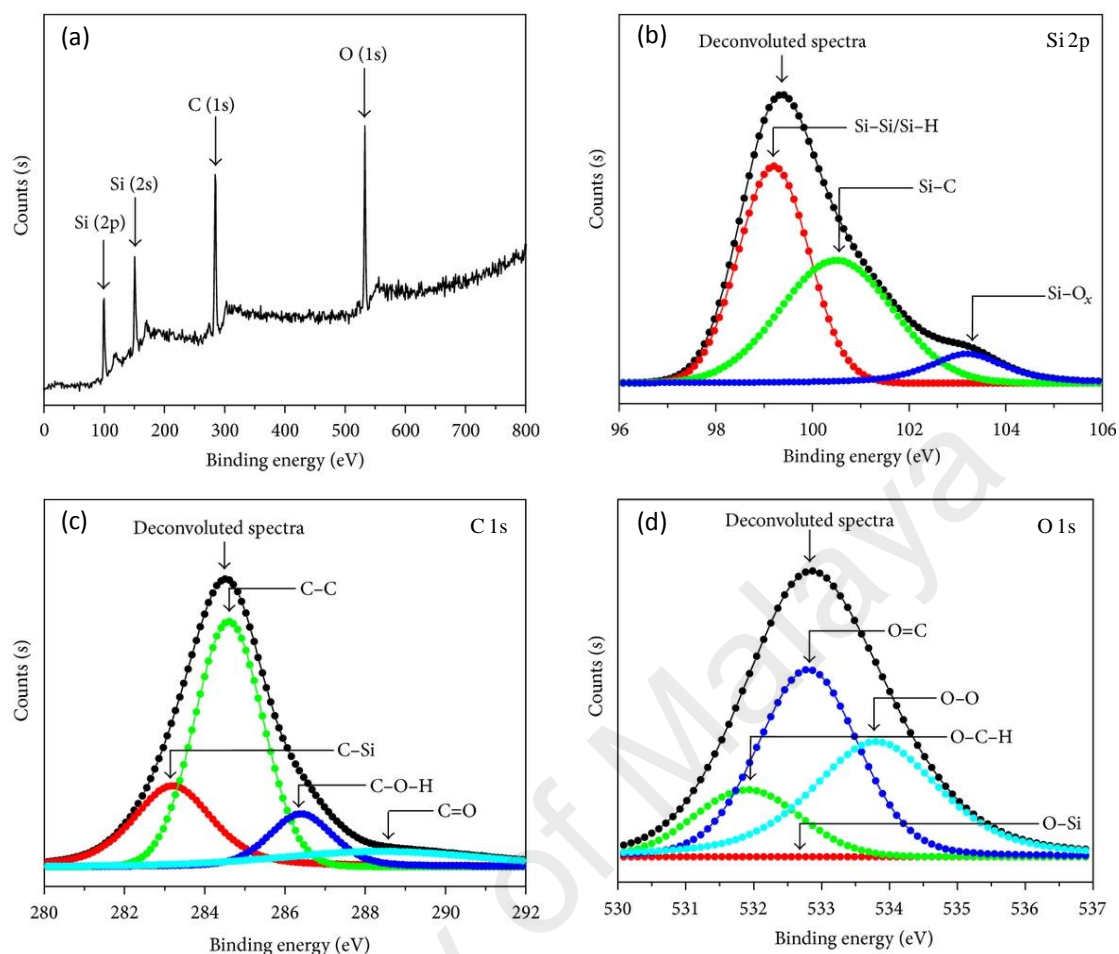 (a)
Si (2p)
Si (2s)
C (1s)
O (1s)
Counts (s)
0 100 200 300 400 500 600 700 800
Binding energy (eV)
(b)
Si 2p
Deconvoluted spectra
Si–Si/Si–H
Si–C
Si–Ox
Counts (s)
96 98 100 102 104 106
Binding energy (eV)
(c)
C 1s
Deconvoluted spectra
C–C
C–Si
C–O–H
C=O
Counts (s)
280 282 284 286 288 290 292
Binding energy (eV)
(d)
O 1s
Deconvoluted spectra
O=C
O–O
O–C–H
O–Si
Counts (s)
530 531 532 533 534 535 536 537
Binding energy (eV)
y of Malaya